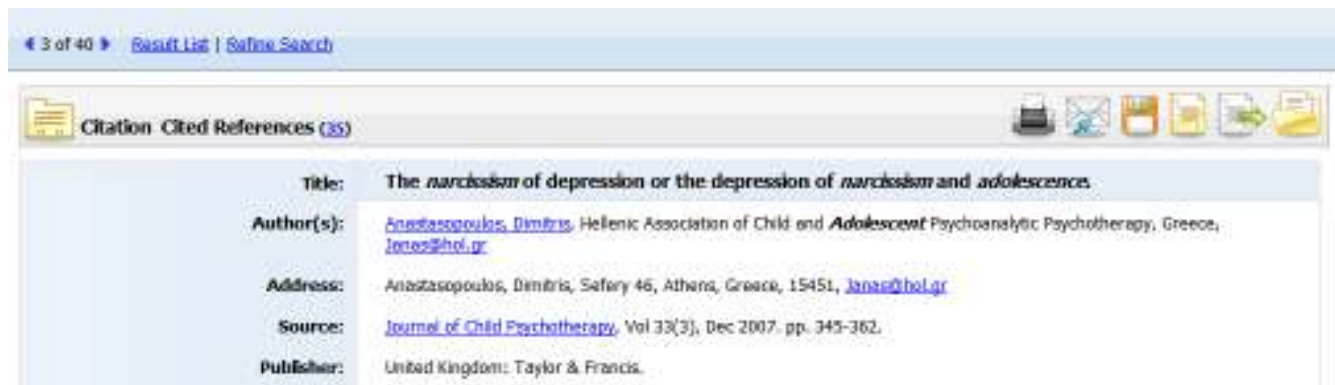 3 of 40 Result List | Refine Search
Citation Cited References (35)
Title: The narcissism of depression or the depression of narcissism and adolescence.
Author(s): Anastasopoulos, Dimitris, Hellenic Association of Child and Adolescent Psychoanalytic Psychotherapy, Greece,
Janas@hol.gr
Address: Anastasopoulos, Dimitris, Sefery 46, Athens, Greece, 15451, Janas@hol.gr
Source: Journal of Child Psychotherapy, Vol 33(3), Dec 2007. pp. 345-362.
Publisher: United Kingdom: Taylor & Francis.